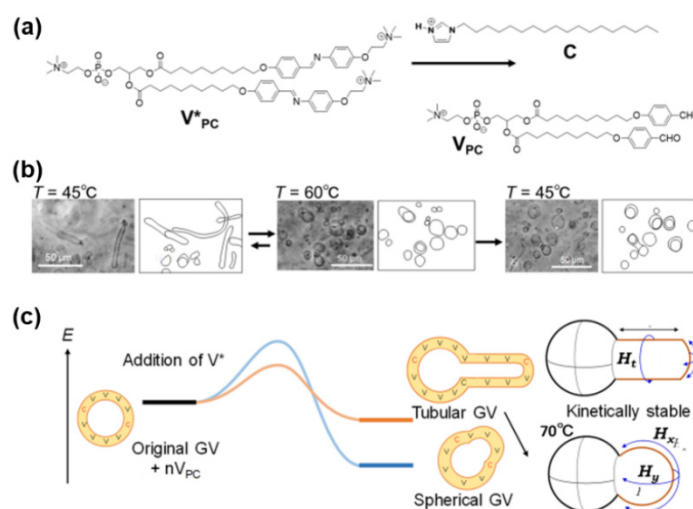 (a)
H-N
N
C
V*PC
VPC
CHO
(b)
T = 45℃
T = 60℃
T = 45℃
50 μm
50 μm
50 μm
(c)
E
Addition of V*
Original GV
+ nVPC
Tubular GV
Spherical GV
Ht
Kinetically stable
70℃
Hx
Hy